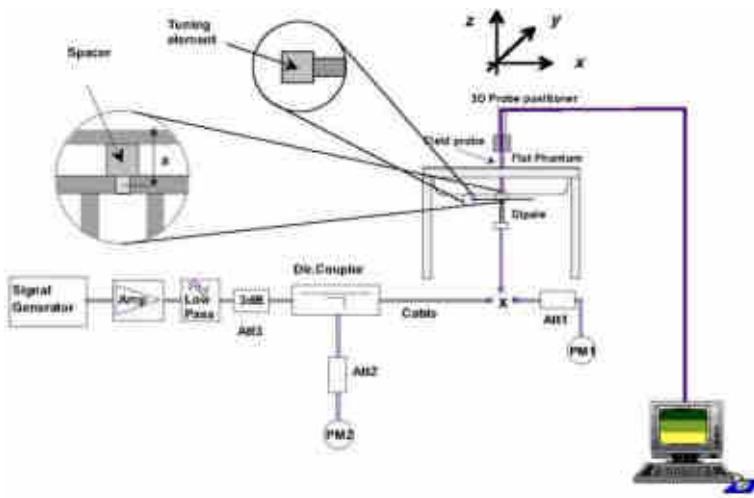 Tuning
element
Spacer
z
y
x
3D Probe positioner
Field probe
Flat Phantum
a
Dipole
Dir.Coupler
Signal
Generator
Amp
Low
Pass
3dB
Cable
x
Att1
Att3
PM1
Att2
PM2